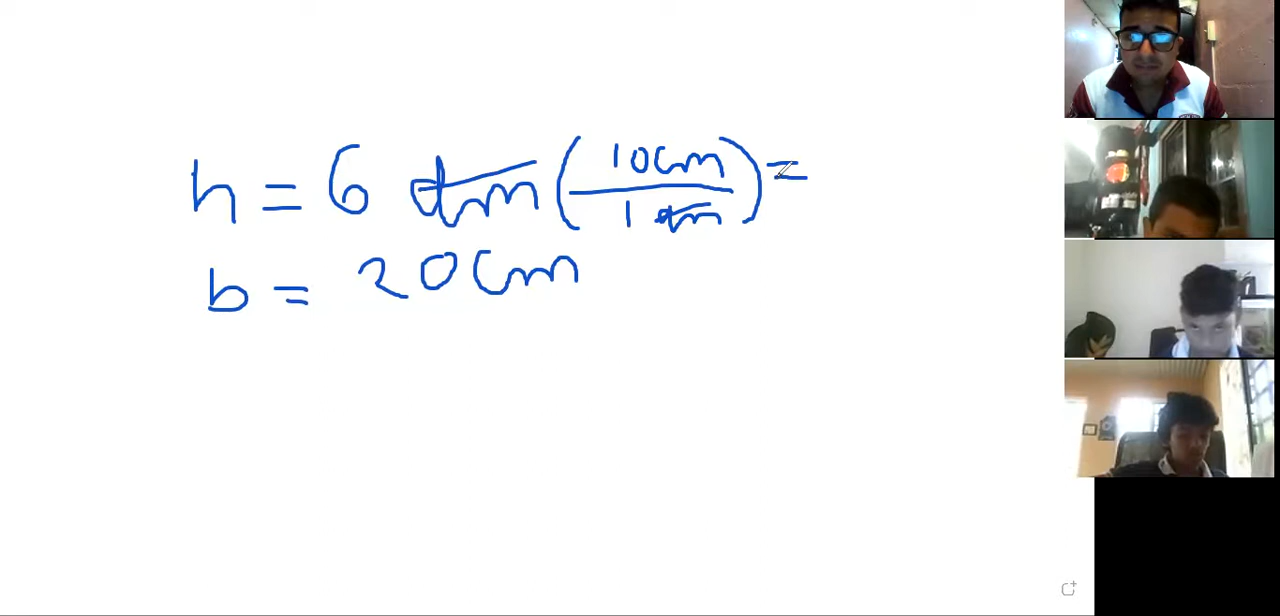 h = 6 dm (10cm / 1 dm) =
b = 20cm